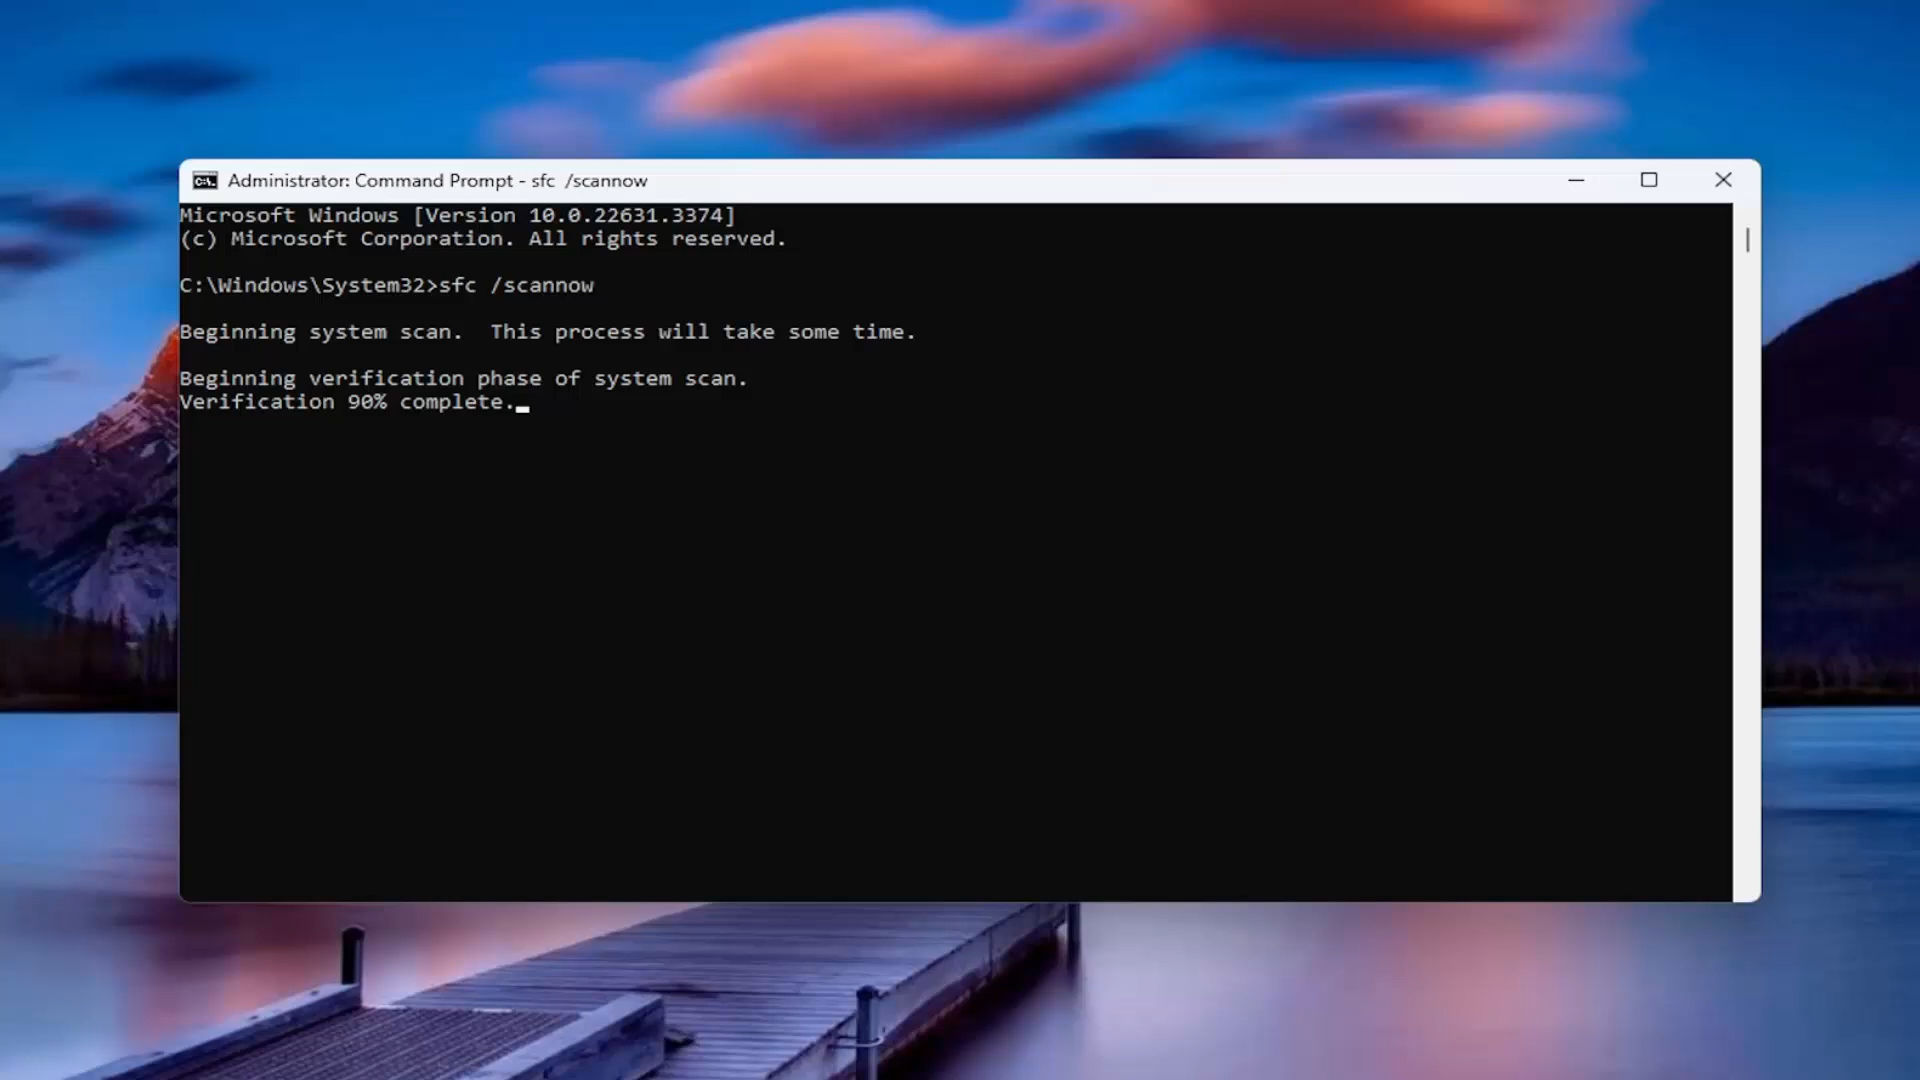 Administrator: Command Prompt - sfc  /scannow
Microsoft Windows [Version 10.0.22631.3374]
(c) Microsoft Corporation. All rights reserved.
C:\Windows\System32>sfc /scannow
Beginning system scan.  This process will take some time.
Beginning verification phase of system scan.
Verification 90% complete.